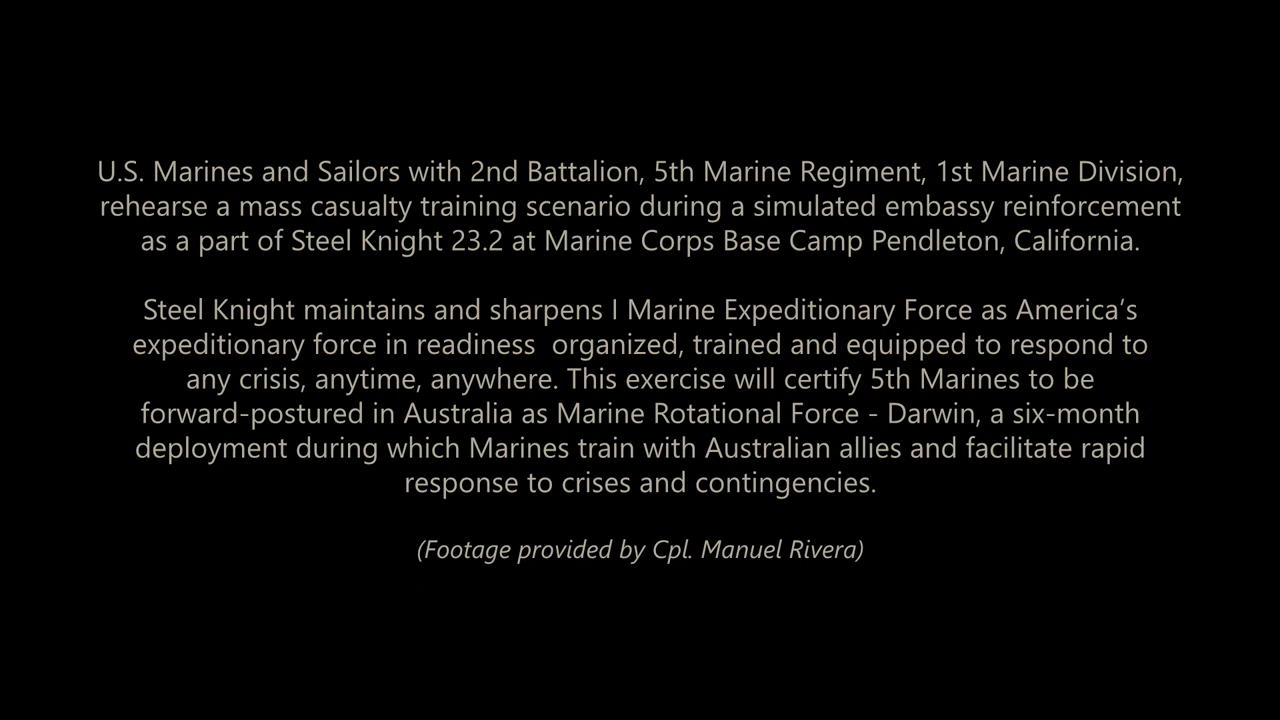 U.S. Marines and Sailors with 2nd Battalion, 5th Marine Regiment, 1st Marine Division,
rehearse a mass casualty training scenario during a simulated embassy reinforcement
as a part of Steel Knight 23.2 at Marine Corps Base Camp Pendleton, California.
Steel Knight maintains and sharpens I Marine Expeditionary Force as America’s
expeditionary force in readiness  organized, trained and equipped to respond to
any crisis, anytime, anywhere. This exercise will certify 5th Marines to be
forward-postured in Australia as Marine Rotational Force - Darwin, a six-month
deployment during which Marines train with Australian allies and facilitate rapid
response to crises and contingencies.
(Footage provided by Cpl. Manuel Rivera)